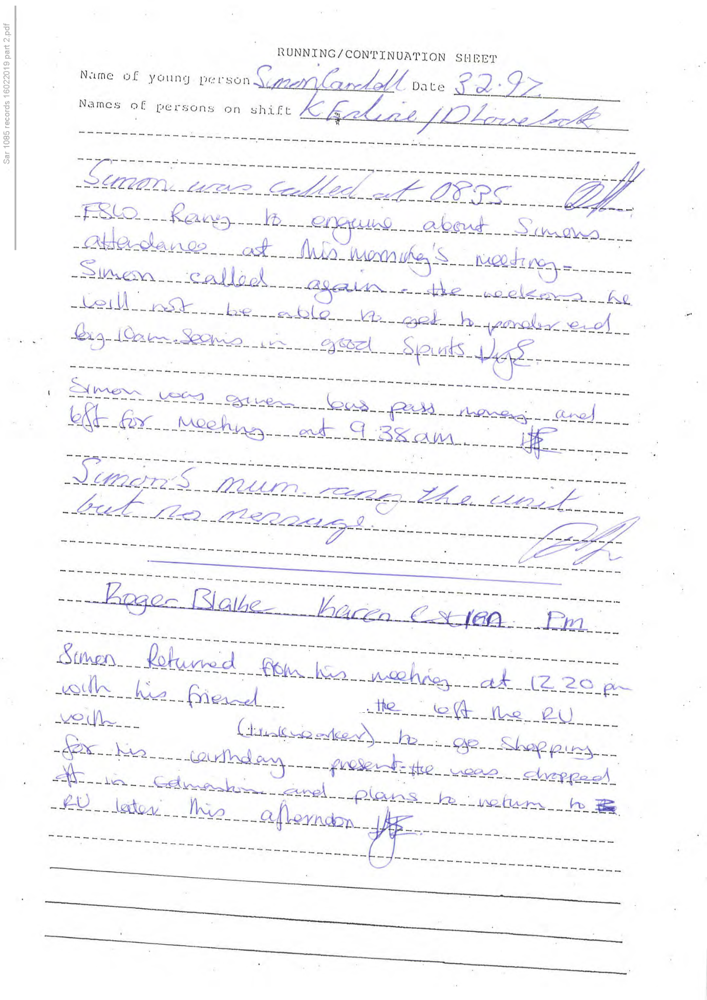 Sar 1085 records 16022019 part 2.pdf
RUNNING/CONTINUATION SHEET
Name of young person Simon Date 3.2.97
Names of persons on shift K / D Lovelock
Simon was called at 0835
FSLO Rang to enquire about Simons
attendance at this morning's meeting-
Simon called again - He reckons he
will not be able to get to ponders end
by 10am. Seems in good Spirits
Simon was given bus pass money and
left for meeting at 9.38am.
Simon's mum rang the unit
but no message.
Roger Blake Karen Pm
Simon Returned from his meeting at 12 20 pm
with his friend . He left the RU
with (linkworker) to go Shopping
for his birthday present- He was dropped
in Edmonton and plans to return to
RU later this afternoon